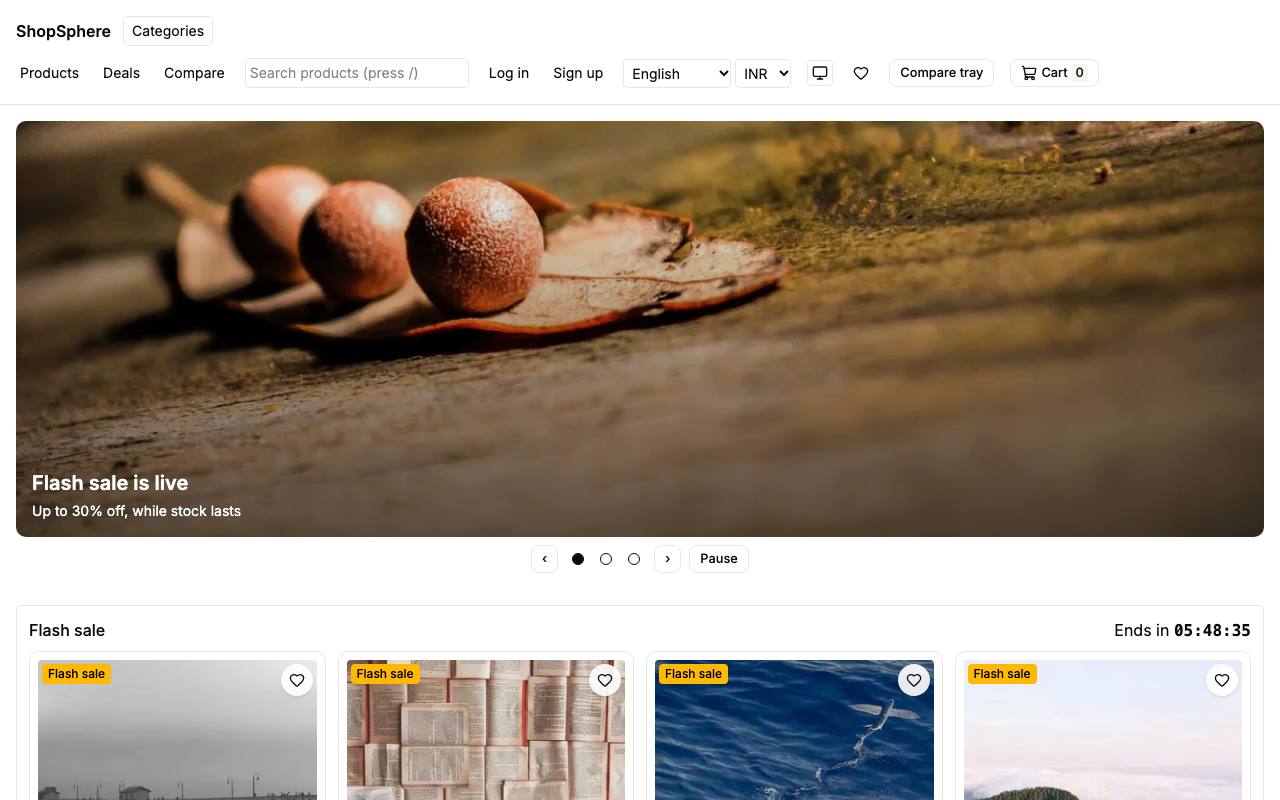 ShopSphere Categories
Products Deals Compare Search products (press /) Log in Sign up English INR Compare tray Cart 0
Flash sale is live
Up to 30% off, while stock lasts
‹ › Pause
Flash sale Ends in 05:48:35
Flash sale Flash sale Flash sale Flash sale